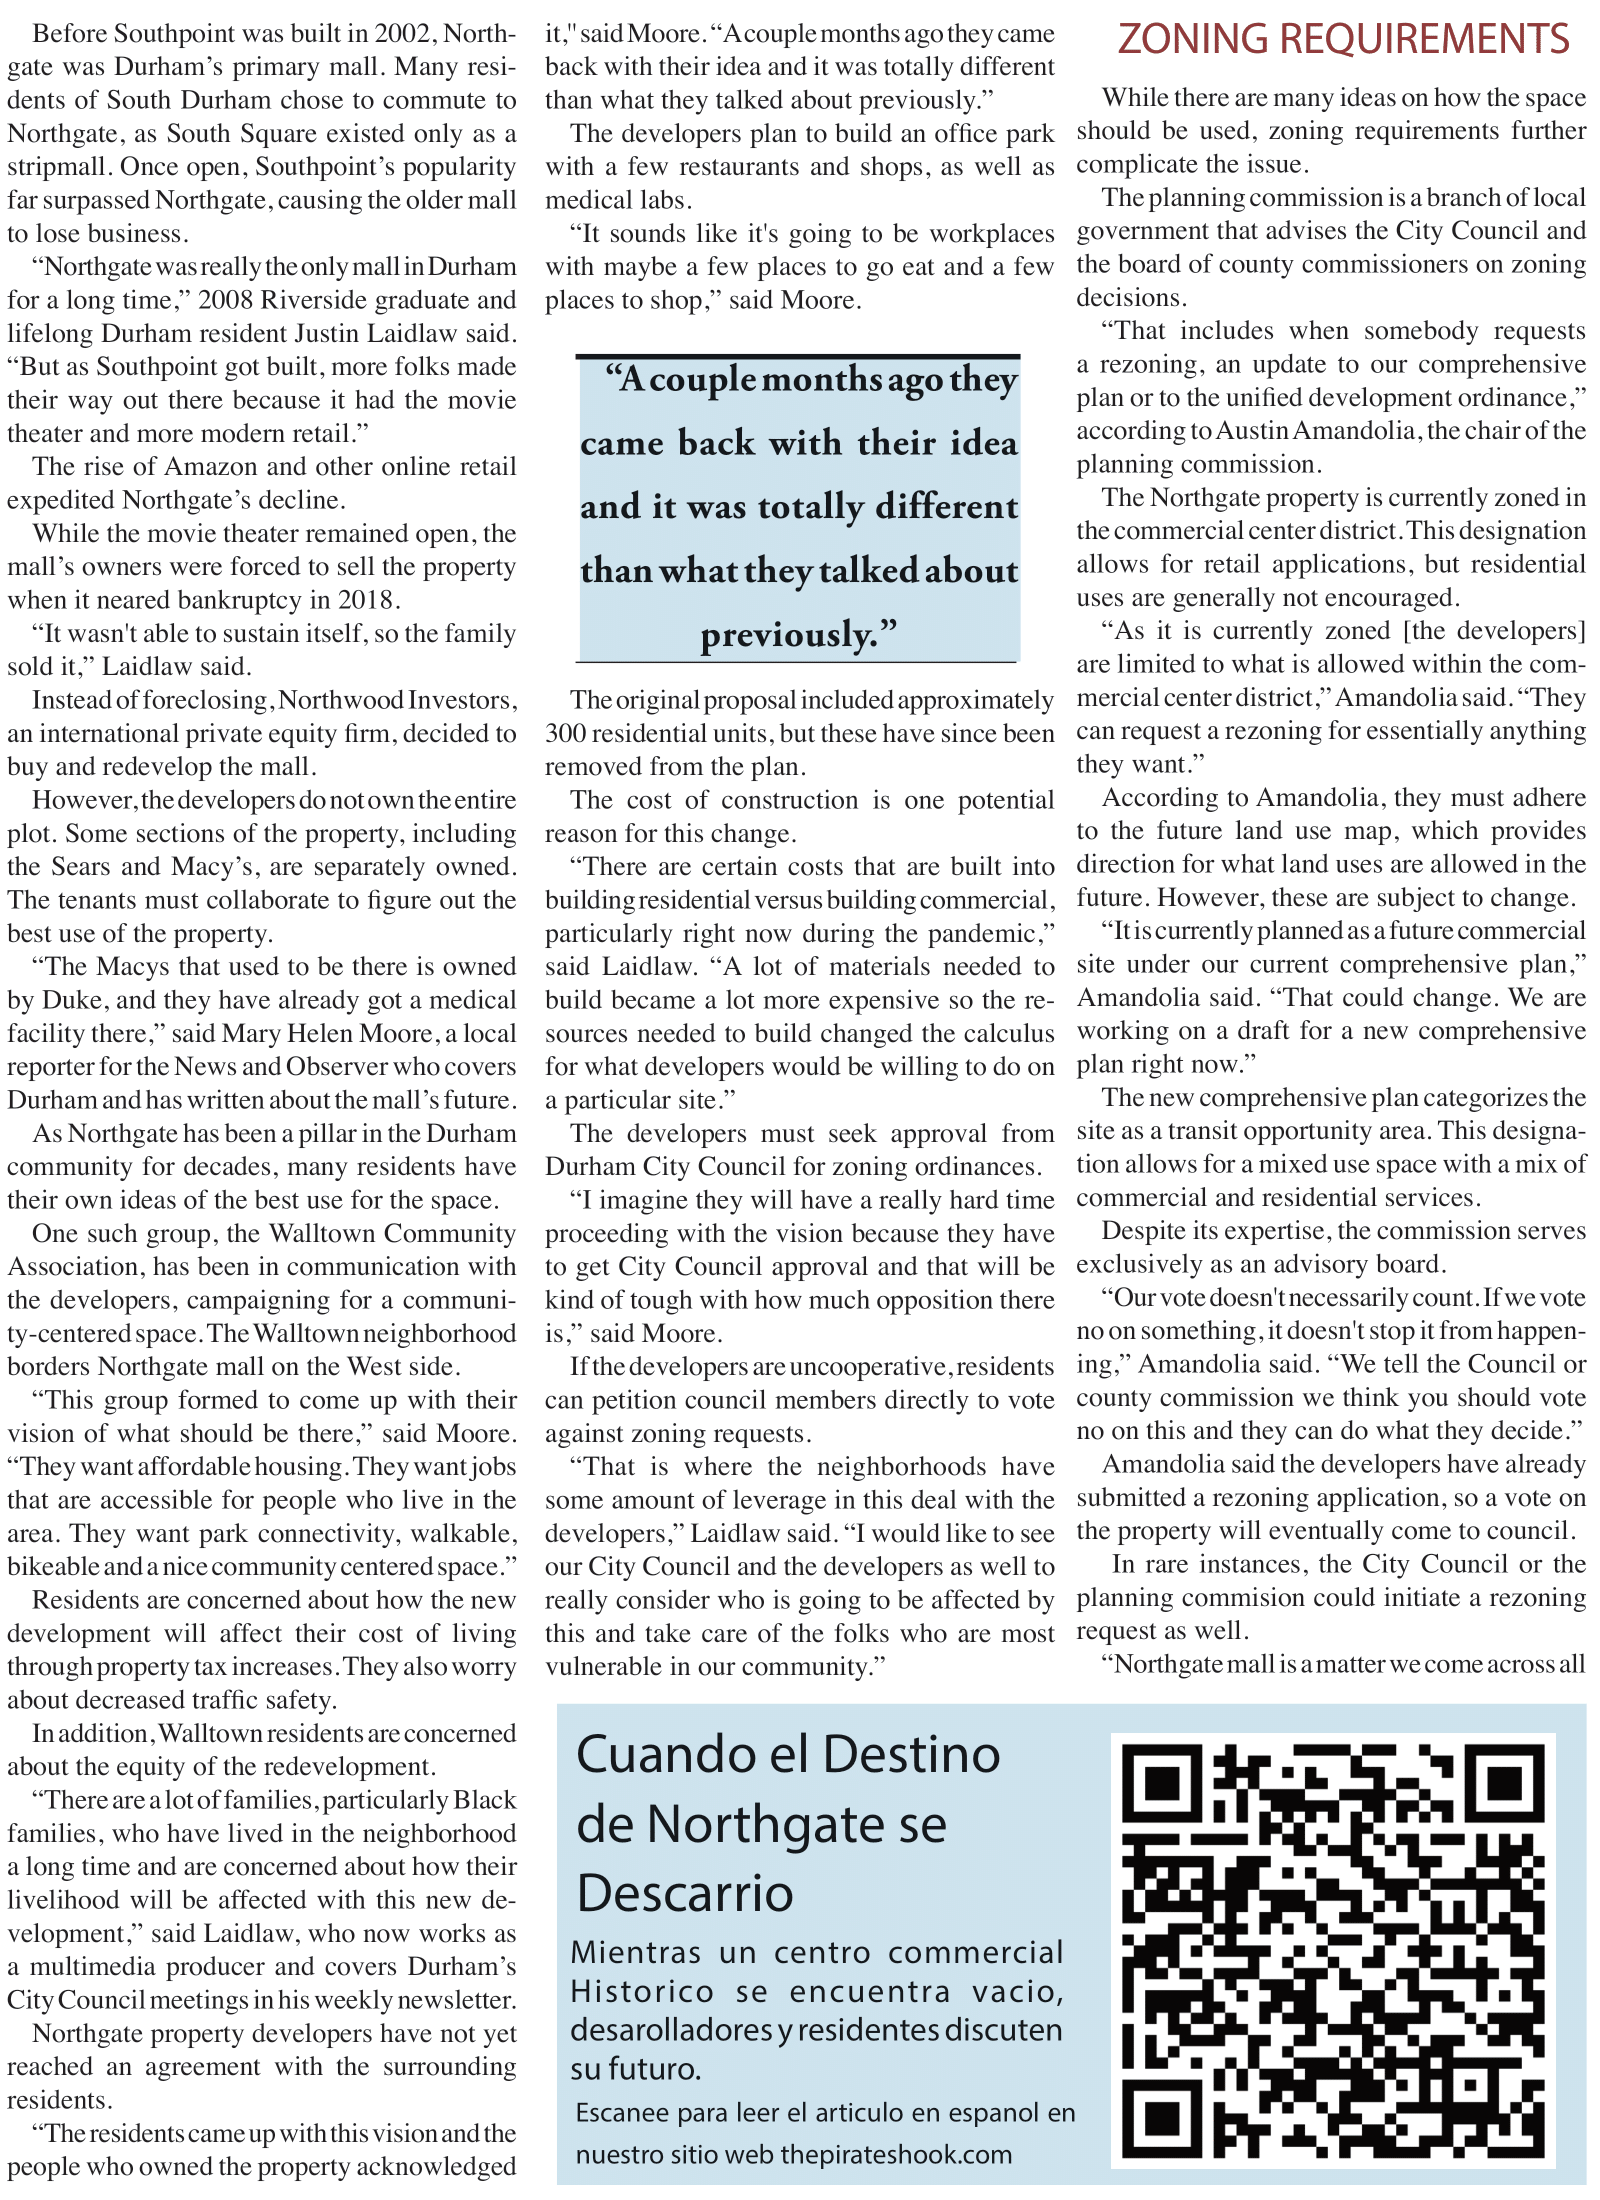 Before Southpoint was built in 2002, North-
gate was Durham’s primary mall. Many resi-
dents of South Durham chose to commute to
Northgate, as South Square existed only as a
stripmall. Once open, Southpoint’s popularity
far surpassed Northgate, causing the older mall
to lose business.
“Northgate was really the only mall in Durham
for a long time,” 2008 Riverside graduate and
lifelong Durham resident Justin Laidlaw said.
“But as Southpoint got built, more folks made
their way out there because it had the movie
theater and more modern retail.”
The rise of Amazon and other online retail
expedited Northgate’s decline.
While the movie theater remained open, the
mall’s owners were forced to sell the property
when it neared bankruptcy in 2018.
“It wasn't able to sustain itself, so the family
sold it,” Laidlaw said.
Instead of foreclosing, Northwood Investors,
an international private equity firm, decided to
buy and redevelop the mall.
However, the developers do not own the entire
plot. Some sections of the property, including
the Sears and Macy’s, are separately owned.
The tenants must collaborate to figure out the
best use of the property.
“The Macys that used to be there is owned
by Duke, and they have already got a medical
facility there,” said Mary Helen Moore, a local
reporter for the News and Observer who covers
Durham and has written about the mall’s future.
As Northgate has been a pillar in the Durham
community for decades, many residents have
their own ideas of the best use for the space.
One such group, the Walltown Community
Association, has been in communication with
the developers, campaigning for a communi-
ty-centered space. The Walltown neighborhood
borders Northgate mall on the West side.
“This group formed to come up with their
vision of what should be there,” said Moore.
“They want affordable housing. They want jobs
that are accessible for people who live in the
area. They want park connectivity, walkable,
bikeable and a nice community centered space.”
Residents are concerned about how the new
development will affect their cost of living
through property tax increases. They also worry
about decreased traffic safety.
In addition, Walltown residents are concerned
about the equity of the redevelopment.
“There are a lot of families, particularly Black
families, who have lived in the neighborhood
a long time and are concerned about how their
livelihood will be affected with this new de-
velopment,” said Laidlaw, who now works as
a multimedia producer and covers Durham’s
City Council meetings in his weekly newsletter.
Northgate property developers have not yet
reached an agreement with the surrounding
residents.
“The residents came up with this vision and the
people who owned the property acknowledged
it," said Moore. “A couple months ago they came
back with their idea and it was totally different
than what they talked about previously.”
The developers plan to build an office park
with a few restaurants and shops, as well as
medical labs.
“It sounds like it's going to be workplaces
with maybe a few places to go eat and a few
places to shop,” said Moore.
“A couple months ago they
came back with their idea
and it was totally different
than what they talked about
previously.”
The original proposal included approximately
300 residential units, but these have since been
removed from the plan.
The cost of construction is one potential
reason for this change.
“There are certain costs that are built into
building residential versus building commercial,
particularly right now during the pandemic,”
said Laidlaw. “A lot of materials needed to
build became a lot more expensive so the re-
sources needed to build changed the calculus
for what developers would be willing to do on
a particular site.”
The developers must seek approval from
Durham City Council for zoning ordinances.
“I imagine they will have a really hard time
proceeding with the vision because they have
to get City Council approval and that will be
kind of tough with how much opposition there
is,” said Moore.
If the developers are uncooperative, residents
can petition council members directly to vote
against zoning requests.
“That is where the neighborhoods have
some amount of leverage in this deal with the
developers,” Laidlaw said. “I would like to see
our City Council and the developers as well to
really consider who is going to be affected by
this and take care of the folks who are most
vulnerable in our community.”
ZONING REQUIREMENTS
While there are many ideas on how the space
should be used, zoning requirements further
complicate the issue.
The planning commission is a branch of local
government that advises the City Council and
the board of county commissioners on zoning
decisions.
“That includes when somebody requests
a rezoning, an update to our comprehensive
plan or to the unified development ordinance,”
according to Austin Amandolia, the chair of the
planning commission.
The Northgate property is currently zoned in
the commercial center district. This designation
allows for retail applications, but residential
uses are generally not encouraged.
“As it is currently zoned [the developers]
are limited to what is allowed within the com-
mercial center district,” Amandolia said. “They
can request a rezoning for essentially anything
they want.”
According to Amandolia, they must adhere
to the future land use map, which provides
direction for what land uses are allowed in the
future. However, these are subject to change.
“It is currently planned as a future commercial
site under our current comprehensive plan,”
Amandolia said. “That could change. We are
working on a draft for a new comprehensive
plan right now.”
The new comprehensive plan categorizes the
site as a transit opportunity area. This designa-
tion allows for a mixed use space with a mix of
commercial and residential services.
Despite its expertise, the commission serves
exclusively as an advisory board.
“Our vote doesn't necessarily count. If we vote
no on something, it doesn't stop it from happen-
ing,” Amandolia said. “We tell the Council or
county commission we think you should vote
no on this and they can do what they decide.”
Amandolia said the developers have already
submitted a rezoning application, so a vote on
the property will eventually come to council.
In rare instances, the City Council or the
planning commision could initiate a rezoning
request as well.
“Northgate mall is a matter we come across all
Cuando el Destino
de Northgate se
Descarrio
Mientras un centro commercial
Historico se encuentra vacio,
desarolladores y residentes discuten
su futuro.
Escanee para leer el articulo en espanol en
nuestro sitio web thepirateshook.com